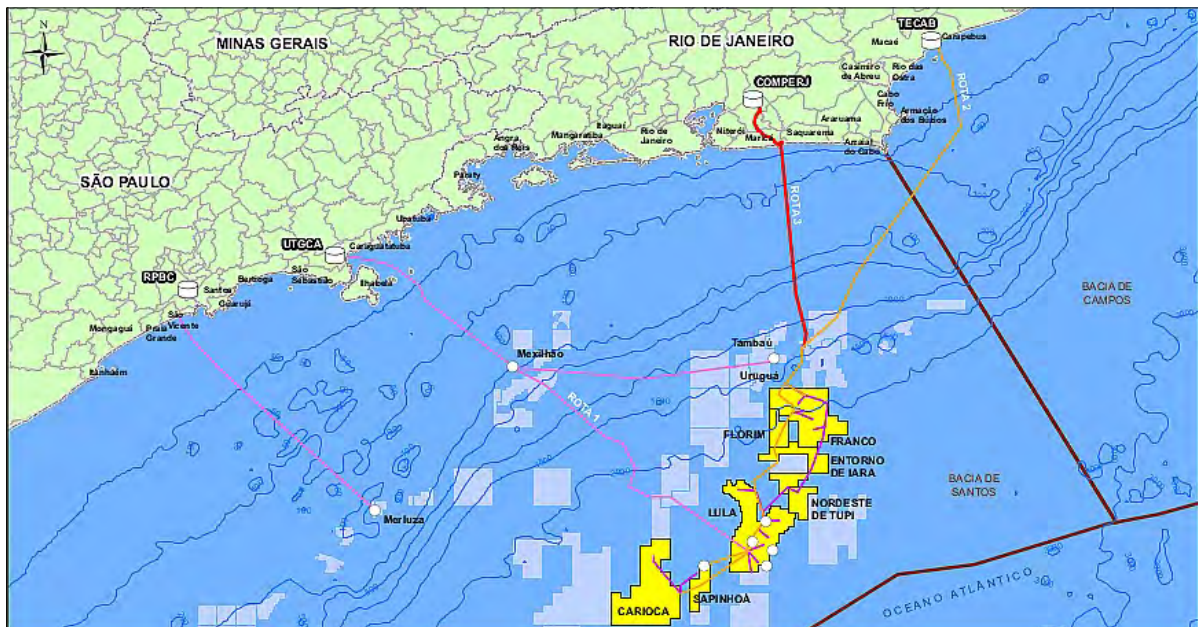 N
MINAS GERAIS
RIO DE JANEIRO
TECAB
Carapebus
Macaé
Casimiro
de Abreu
Rio das
Ostra
COMPERJ
Cabo
Frio
Armação
dos Búzios
ROTA 2
Araruama
Saquarema
Arraial
do Cabo
Niterói
Maricá
Rio de
Janeiro
Itaguaí
Mangaratiba
Angra
dos Reis
Paraty
SÃO PAULO
Ubatuba
UTGCA
Caraguatatuba
ROTA 3
São
Sebastião
Ilhabela
RPBC
Bertioga
Santos
Guarujá
São
Vicente
Praia
Grande
Mongaguá
Itanhaém
BACIA DE
CAMPOS
Mexilhão
Tambaú
Uruguá
ROTA 1
FLORIM
FRANCO
ENTORNO
DE IARA
BACIA DE
SANTOS
NORDESTE
DE TUPI
LULA
Merluza
SAPINHOÁ
CARIOCA
OCEANO ATLÂNTICO